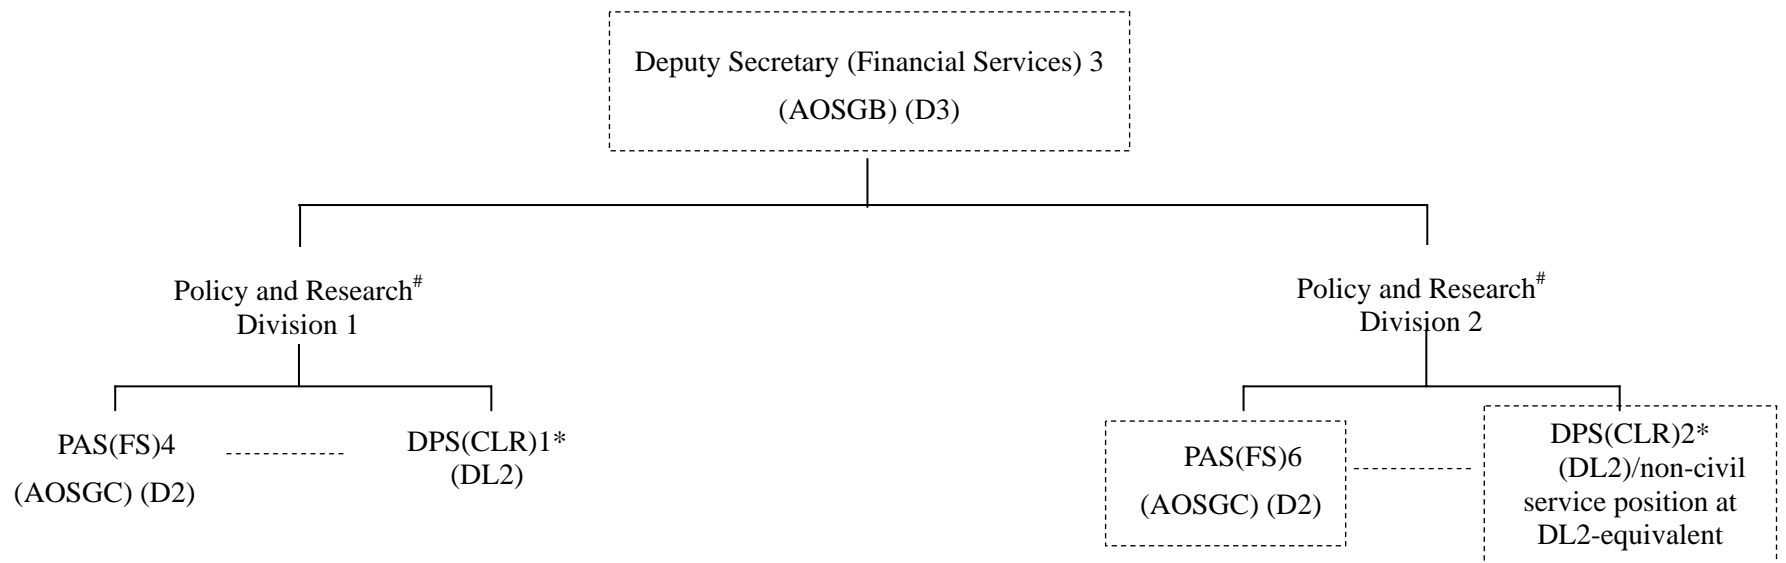 Deputy Secretary (Financial Services) 3
(AOSGB) (D3)
Policy and Research#
Division 1
Policy and Research#
Division 2
PAS(FS)4
(AOSGC) (D2)
DPS(CLR)1*
(DL2)
PAS(FS)6
(AOSGC) (D2)
DPS(CLR)2*
(DL2)/non-civil
service position at
DL2-equivalent